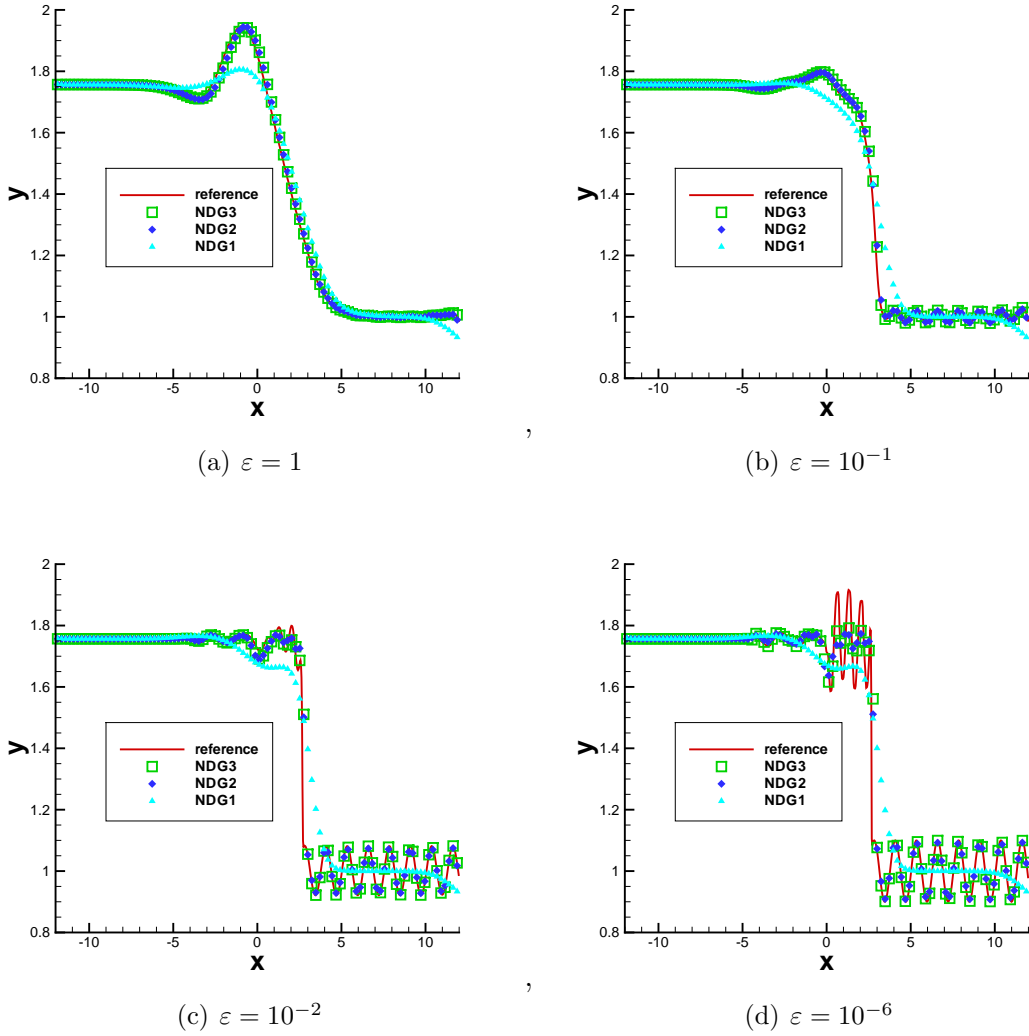 2
1.8
1.6
1.4
1.2
1
0.8
y
reference
NDG3
NDG2
NDG1
-10 -5 0 5 10
x
,
(a) ε = 1
2
1.8
1.6
1.4
1.2
1
0.8
y
reference
NDG3
NDG2
NDG1
-10 -5 0 5 10
x
(b) ε = 10⁻¹
2
1.8
1.6
1.4
1.2
1
0.8
y
reference
NDG3
NDG2
NDG1
-10 -5 0 5 10
x
,
(c) ε = 10⁻²
2
1.8
1.6
1.4
1.2
1
0.8
y
reference
NDG3
NDG2
NDG1
-10 -5 0 5 10
x
(d) ε = 10⁻⁶